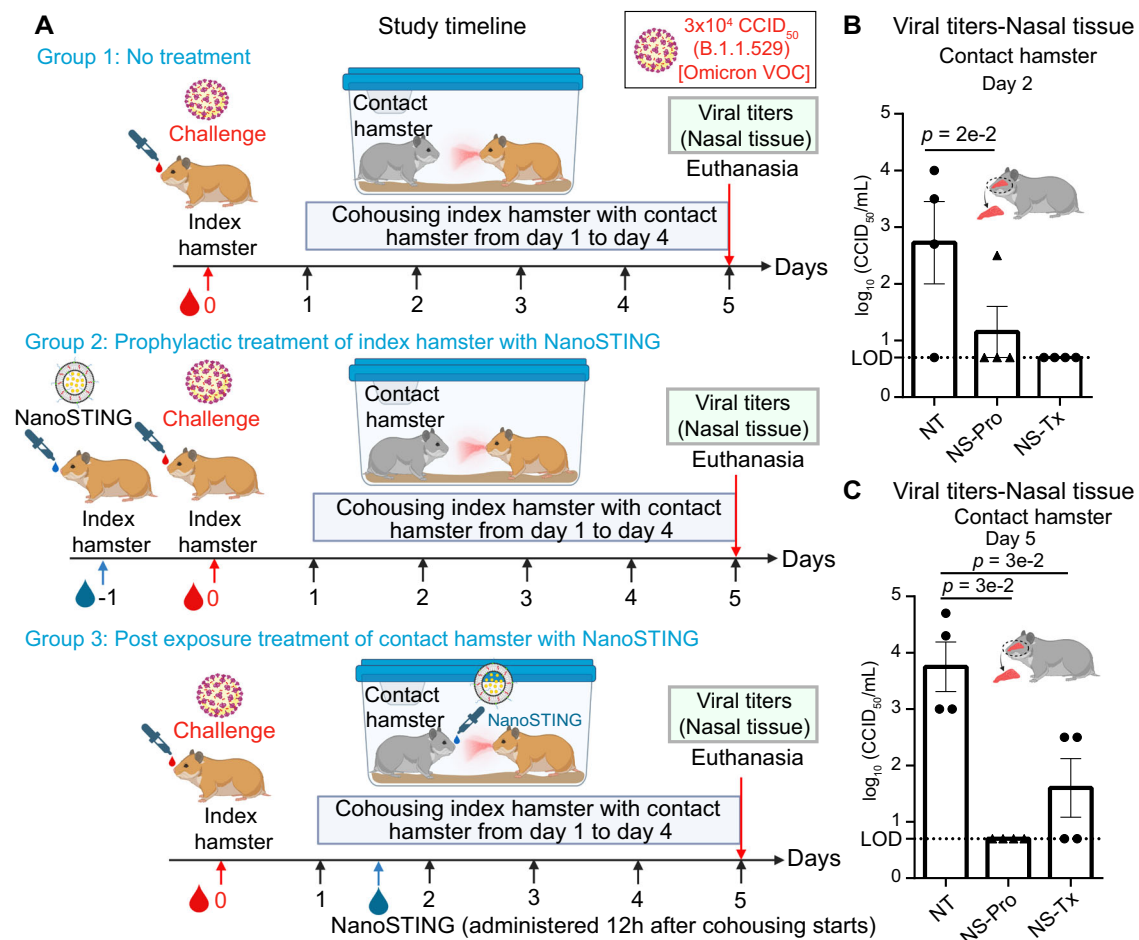 A
Study timeline
Group 1: No treatment
3x10⁴ CCID₅₀
(B.1.1.529)
[Omicron VOC]
Challenge
Contact
hamster
Viral titers
(Nasal tissue)
Euthanasia
Index
hamster
Cohousing index hamster with contact
hamster from day 1 to day 4
Days
0 1 2 3 4 5
Group 2: Prophylactic treatment of index hamster with NanoSTING
NanoSTING
Challenge
Contact
hamster
Viral titers
(Nasal tissue)
Euthanasia
Index
hamster
Index
hamster
Cohousing index hamster with contact
hamster from day 1 to day 4
Days
-1 0 1 2 3 4 5
Group 3: Post exposure treatment of contact hamster with NanoSTING
Challenge
Contact
hamster
NanoSTING
Viral titers
(Nasal tissue)
Euthanasia
Index
hamster
Cohousing index hamster with contact
hamster from day 1 to day 4
Days
0 1 2 3 4 5
NanoSTING (administered 12h after cohousing starts)
B
Viral titers-Nasal tissue
Contact hamster
Day 2
p = 2e-2
log₁₀ (CCID₅₀/mL)
5
4
3
2
1
LOD
0
NT
NS-Pro
NS-Tx
C
Viral titers-Nasal tissue
Contact hamster
Day 5
p = 3e-2
p = 3e-2
log₁₀ (CCID₅₀/mL)
5
4
3
2
1
LOD
0
NT
NS-Pro
NS-Tx